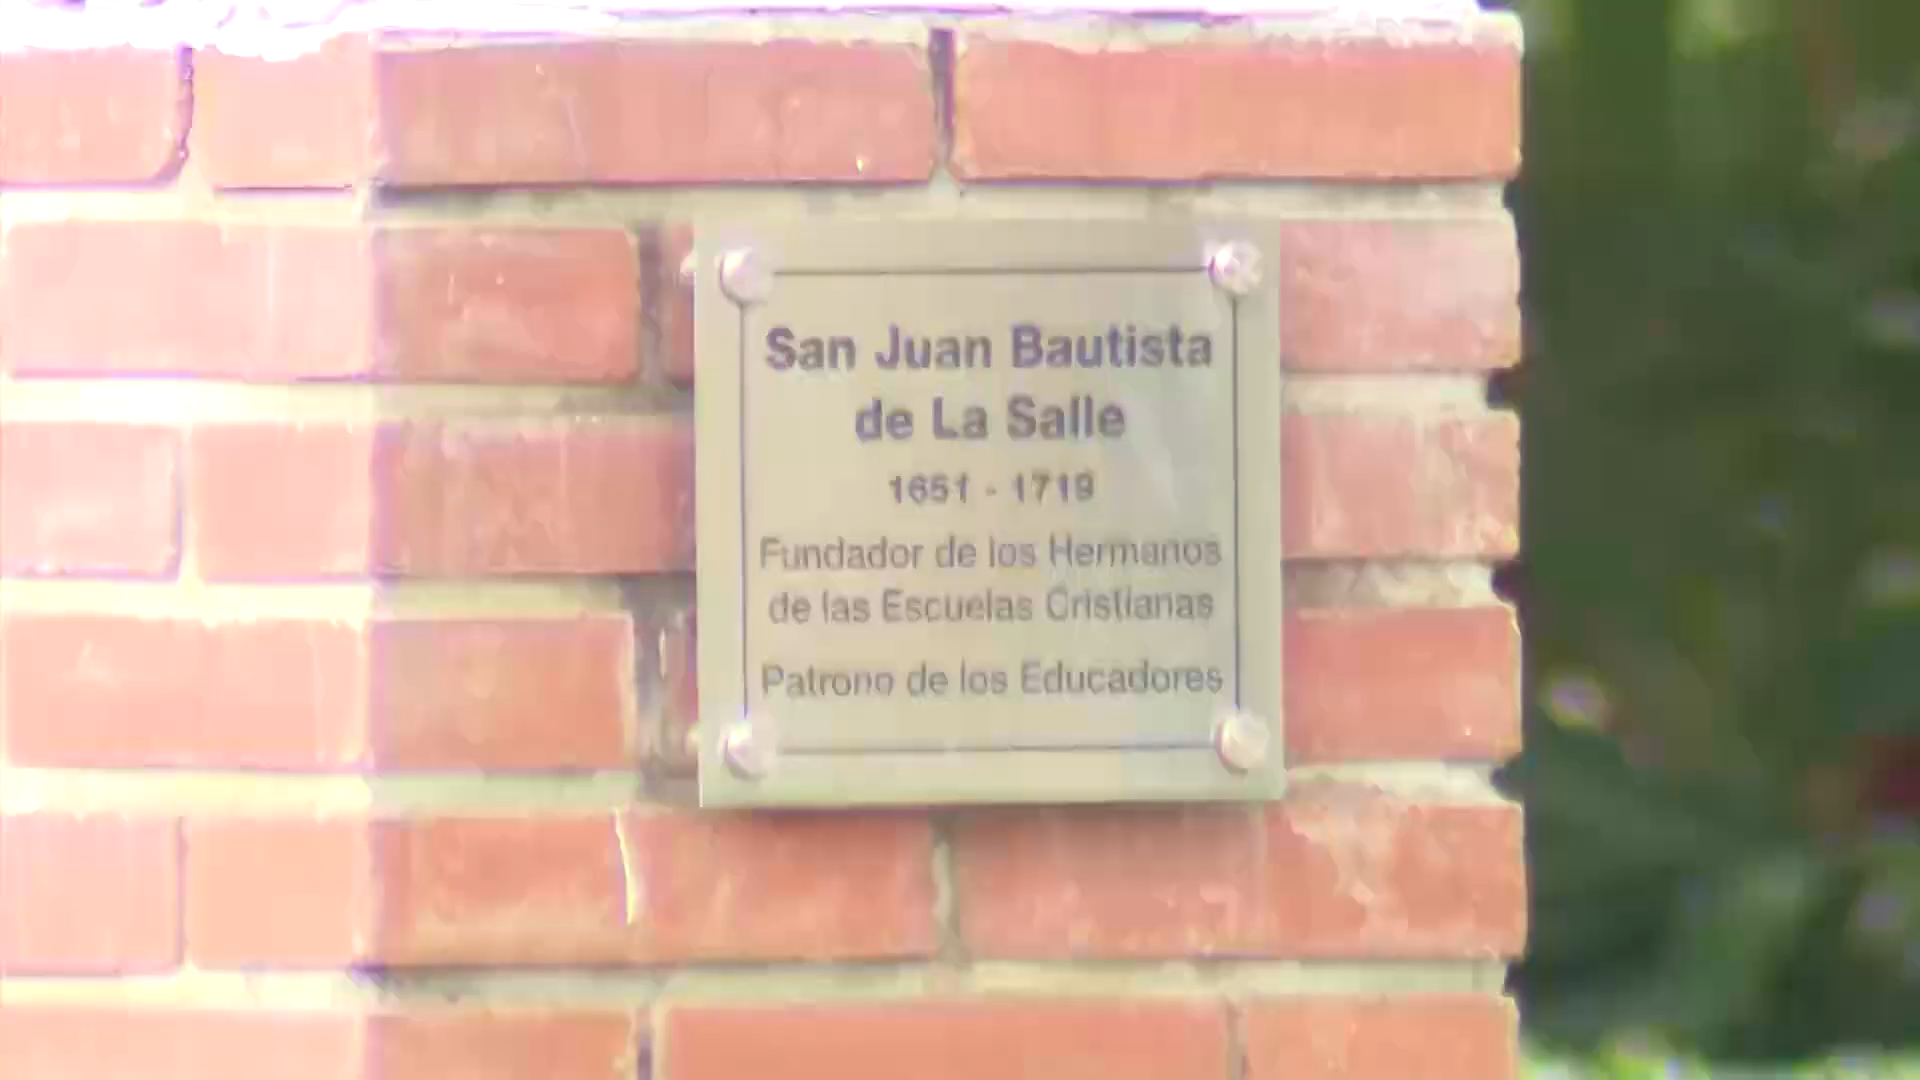 San Juan Bautista
de La Salle
1651 - 1719
Fundador de los Hermanos
de las Escuelas Cristianas
Patrono de los Educadores